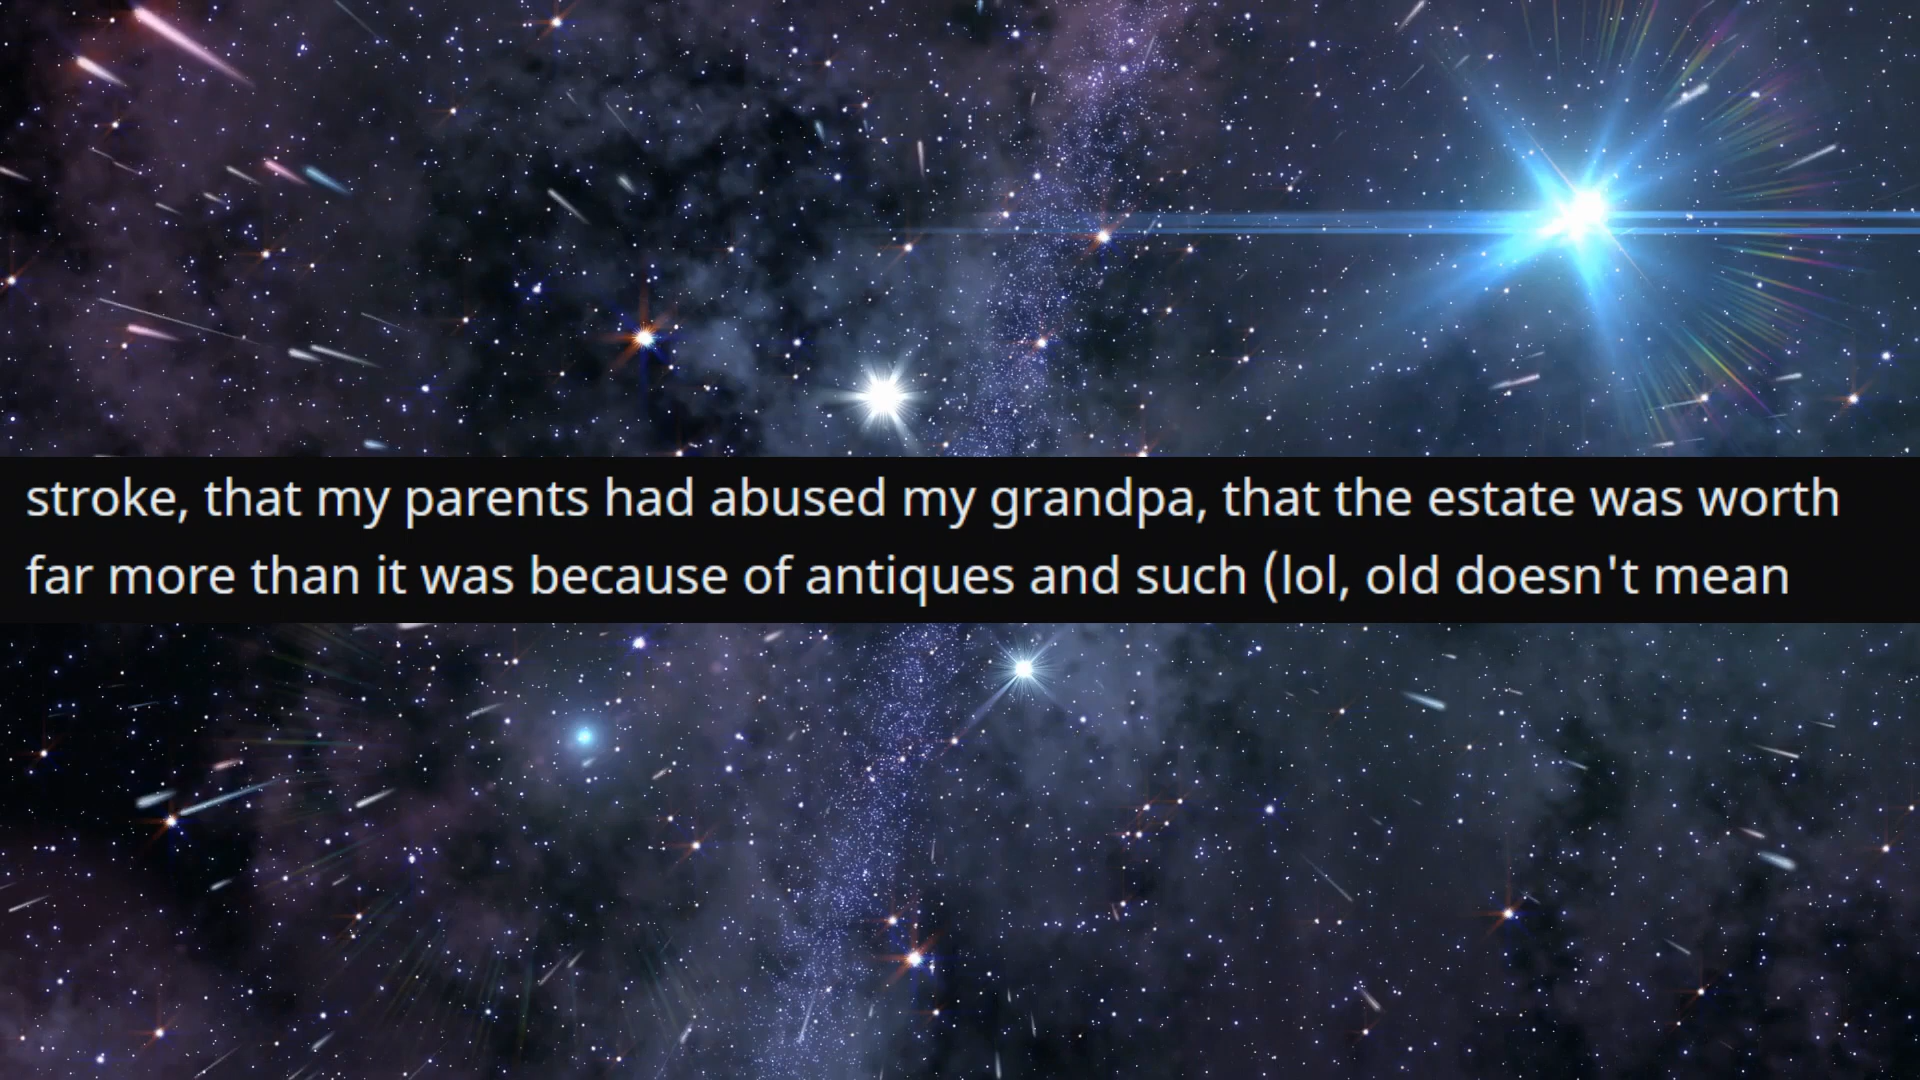 stroke, that my parents had abused my grandpa, that the estate was worth
far more than it was because of antiques and such (lol, old doesn't mean